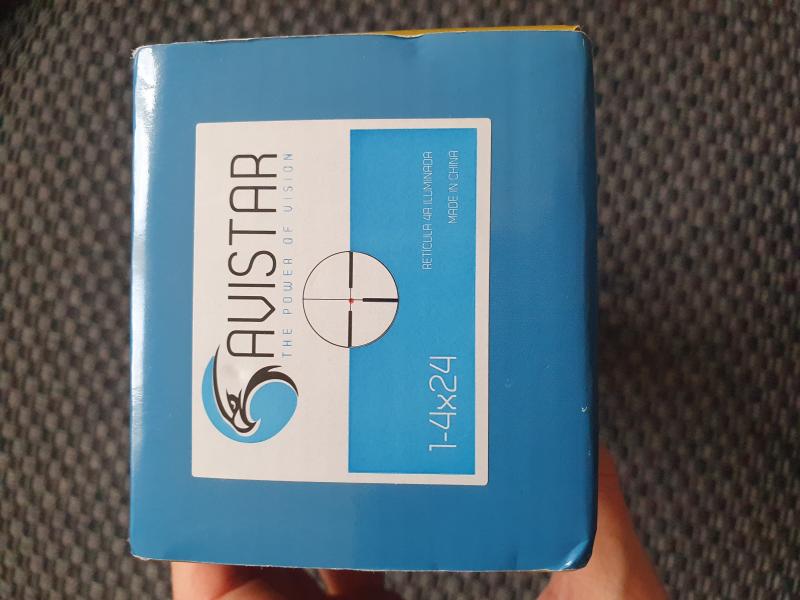 AVISTAR
THE POWER OF VISION
1-4x24
RETICULA 4A ILUMINADA
MADE IN CHINA